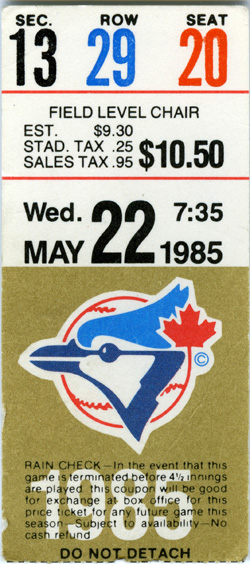 SEC. ROW SEAT
13 29 20
FIELD LEVEL CHAIR
EST. $9.30
STAD. TAX .25
SALES TAX .95 $10.50
Wed. 22 7:35
MAY 1985
©
RAIN CHECK—In the event that this
game is terminated before 4½ innings
are played this coupon will be good
for exchange at box office for this
price ticket for any future game this
season—Subject to availability—No
cash refund
DO NOT DETACH